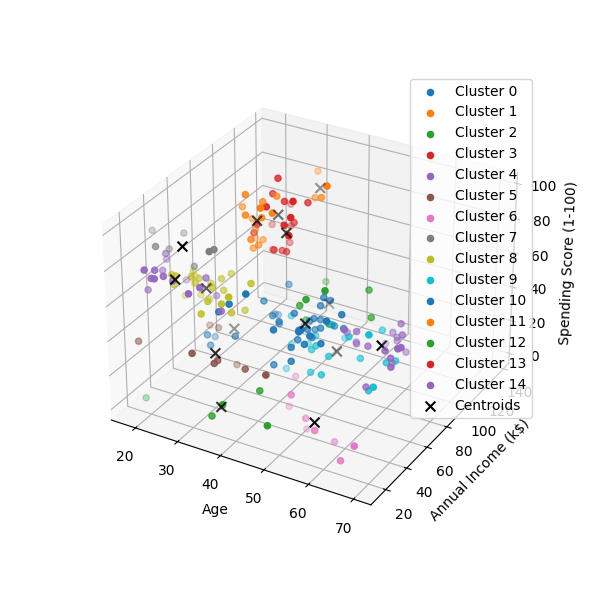 Cluster 0
Cluster 1
Cluster 2
Cluster 3
Cluster 4
Cluster 5
Cluster 6
Cluster 7
Cluster 8
Cluster 9
Cluster 10
Cluster 11
Cluster 12
Cluster 13
Cluster 14
Centroids
100
80
60
40
20
0
Spending Score (1-100)
140
120
100
80
60
40
20
Annual Income (k$)
20
30
40
50
60
70
Age